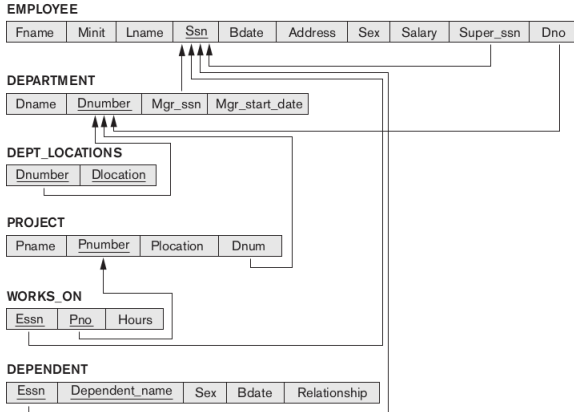 EMPLOYEE
Fname Minit Lname Ssn Bdate Address Sex Salary Super_ssn Dno
DEPARTMENT
Dname Dnumber Mgr_ssn Mgr_start_date
DEPT_LOCATIONS
Dnumber Dlocation
PROJECT
Pname Pnumber Plocation Dnum
WORKS_ON
Essn Pno Hours
DEPENDENT
Essn Dependent_name Sex Bdate Relationship